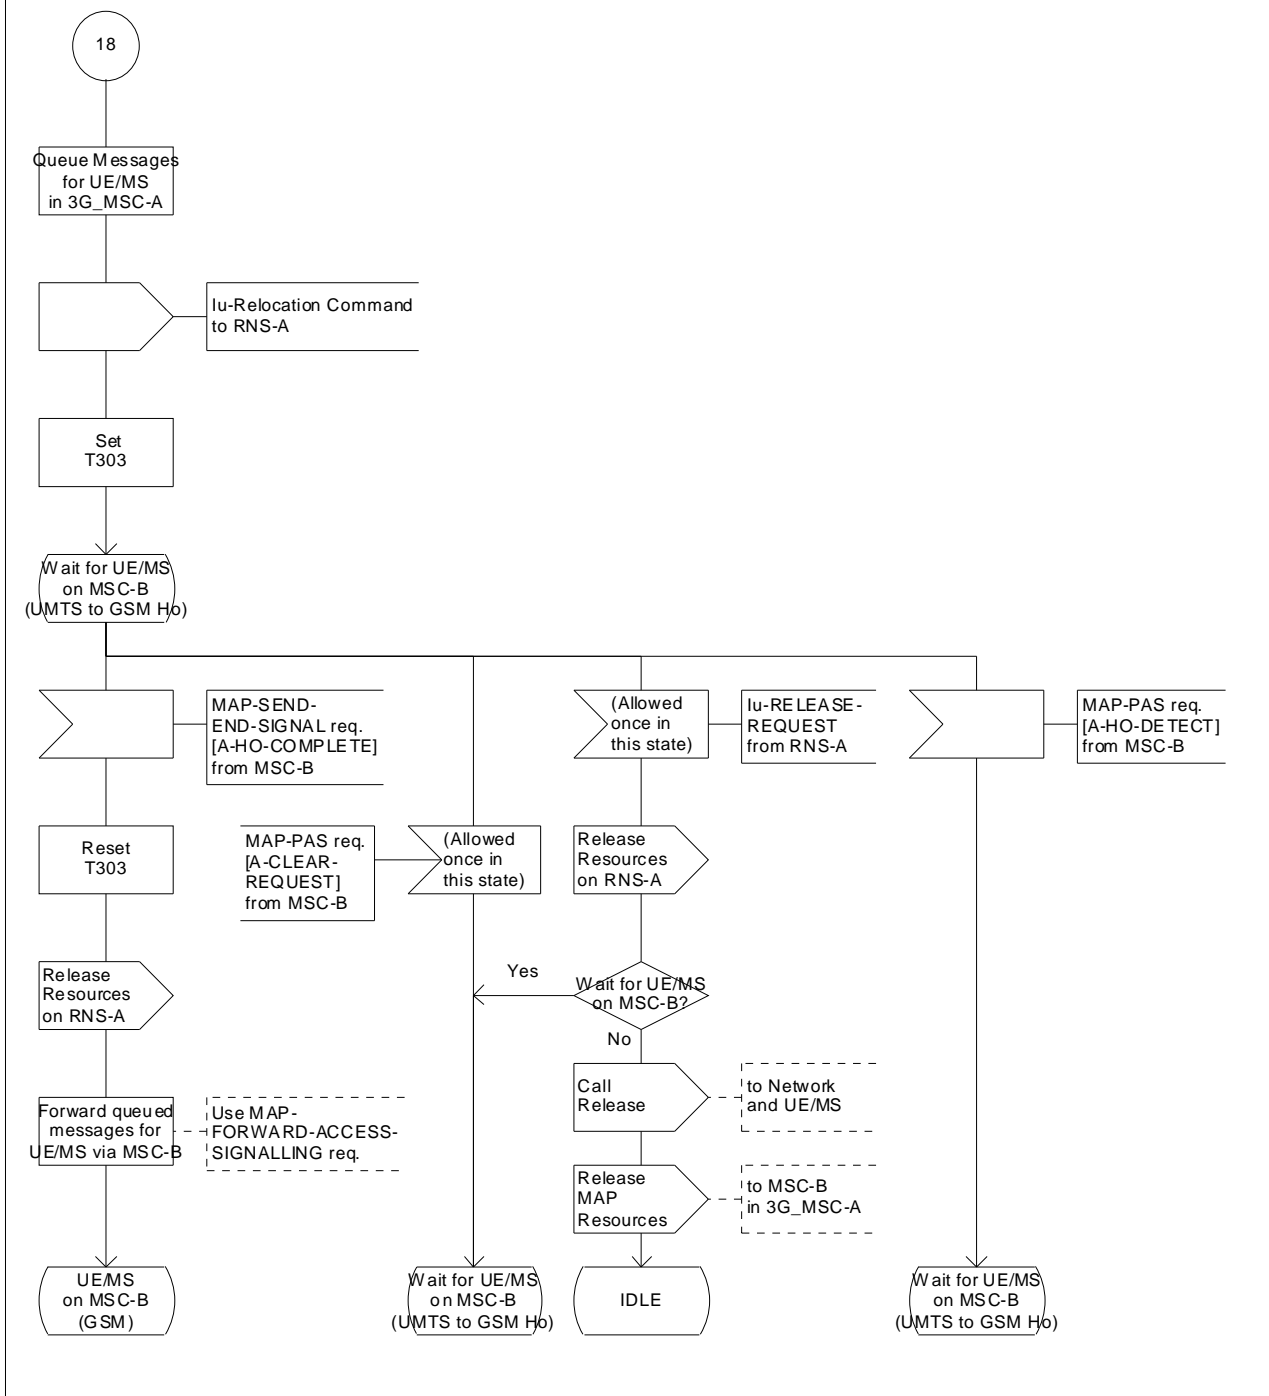 18
Queue Messages
for UE/MS
in 3G_MSC-A
Iu-Relocation Command
to RNS-A
Set
T303
Wait for UE/MS
on MSC-B
(UMTS to GSM Ho)
MAP-SEND-
END-SIGNAL req.
[A-HO-COMPLETE]
from MSC-B
(Allowed
once in
this state)
Iu-RELEASE-
REQUEST
from RNS-A
MAP-PAS req.
[A-HO-DETECT]
from MSC-B
Reset
T303
MAP-PAS req.
[A-CLEAR-
REQUEST]
from MSC-B
(Allowed
once in
this state)
Release
Resources
on RNS-A
Release
Resources
on RNS-A
Yes
Wait for UE/MS
on MSC-B?
No
Call
Release
to Network
and UE/MS
Forward queued
messages for
UE/MS via MSC-B
Use MAP-
FORWARD-ACCESS-
SIGNALLING req.
Release
MAP
Resources
to MSC-B
in 3G_MSC-A
UE/MS
on MSC-B
(GSM)
Wait for UE/MS
on MSC-B
(UMTS to GSM Ho)
IDLE
Wait for UE/MS
on MSC-B
(UMTS to GSM Ho)